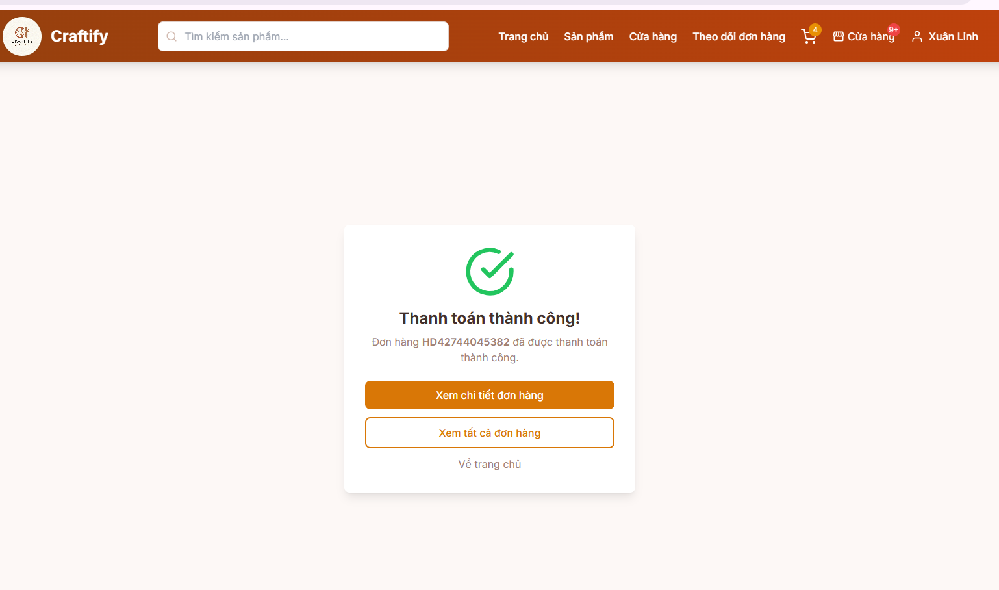 CRAFTIFY
Craftify
Tìm kiếm sản phẩm...
Trang chủ
Sản phẩm
Cửa hàng
Theo dõi đơn hàng
4
Cửa hàng
9+
Xuân Linh
Thanh toán thành công!
Đơn hàng HD42744045382 đã được thanh toán
thành công.
Xem chi tiết đơn hàng
Xem tất cả đơn hàng
Về trang chủ